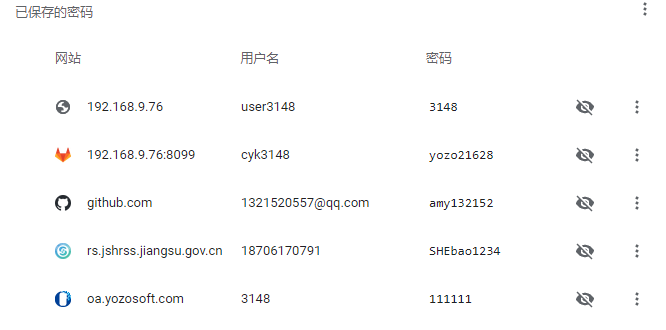 已保存的密码
网站 用户名 密码
192.168.9.76 user3148 3148
192.168.9.76:8099 cyk3148 yozo21628
github.com 1321520557@qq.com amy132152
rs.jshrss.jiangsu.gov.cn 18706170791 SHEbao1234
oa.yozosoft.com 3148 111111